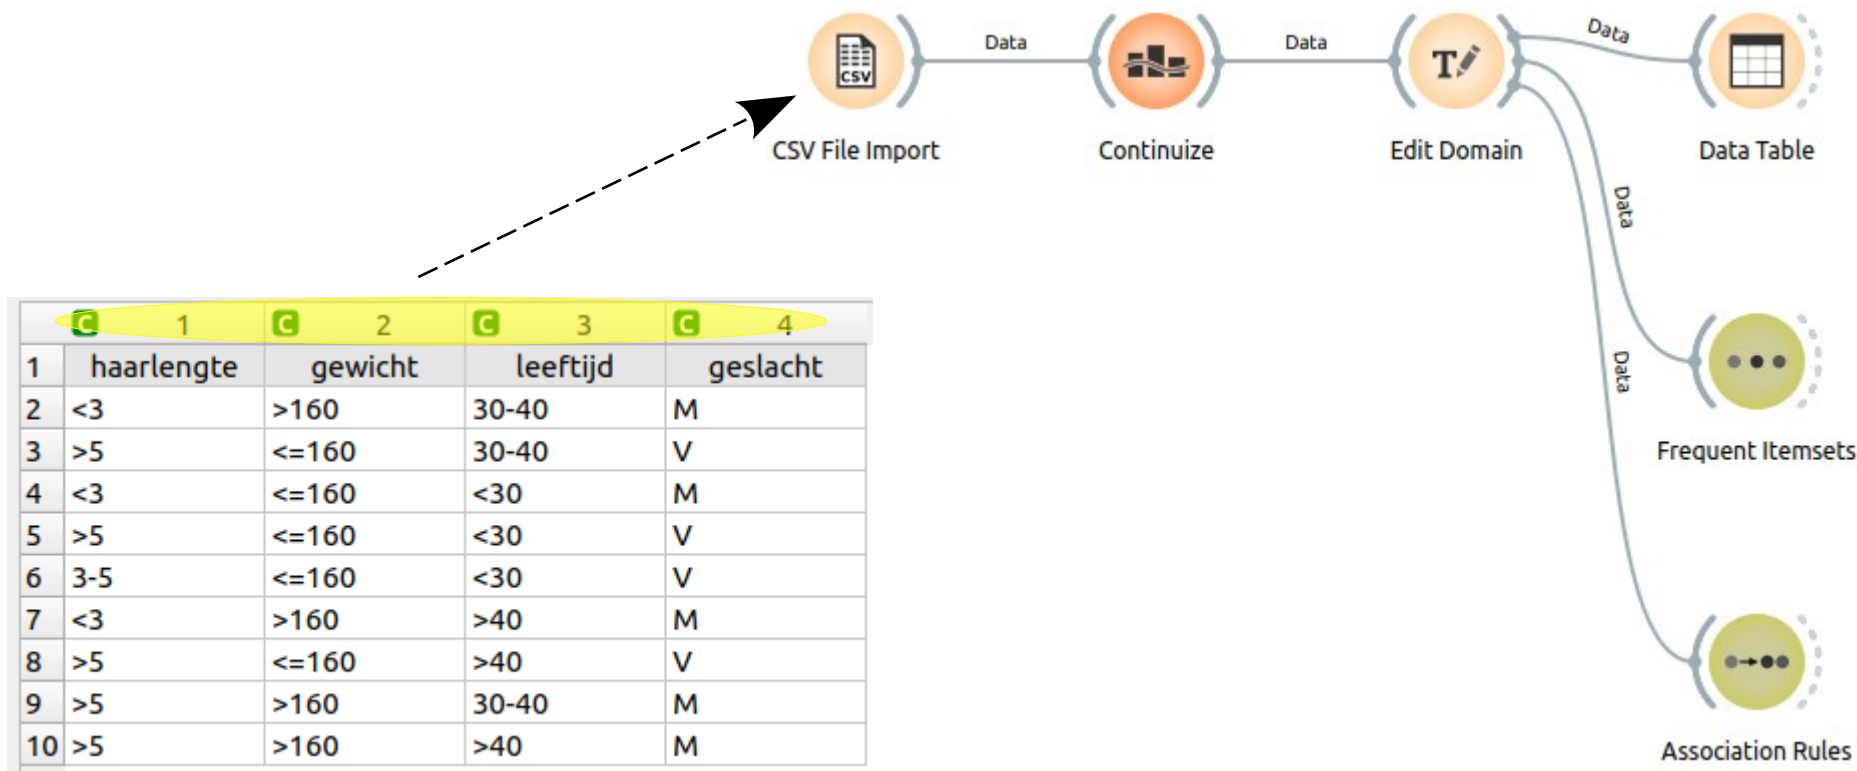 Data Data Data
CSV
T
CSV File Import Continuize Edit Domain Data Table
Data
C 1 C 2 C 3 C 4
1 haarlengte gewicht leeftijd geslacht
2 <3 >160 30-40 M
3 >5 <=160 30-40 V
4 <3 <=160 <30 M
5 >5 <=160 <30 V
6 3-5 <=160 <30 V
7 <3 >160 >40 M
8 >5 <=160 >40 V
9 >5 >160 30-40 M
10 >5 >160 >40 M
Data
Frequent Itemsets
Association Rules